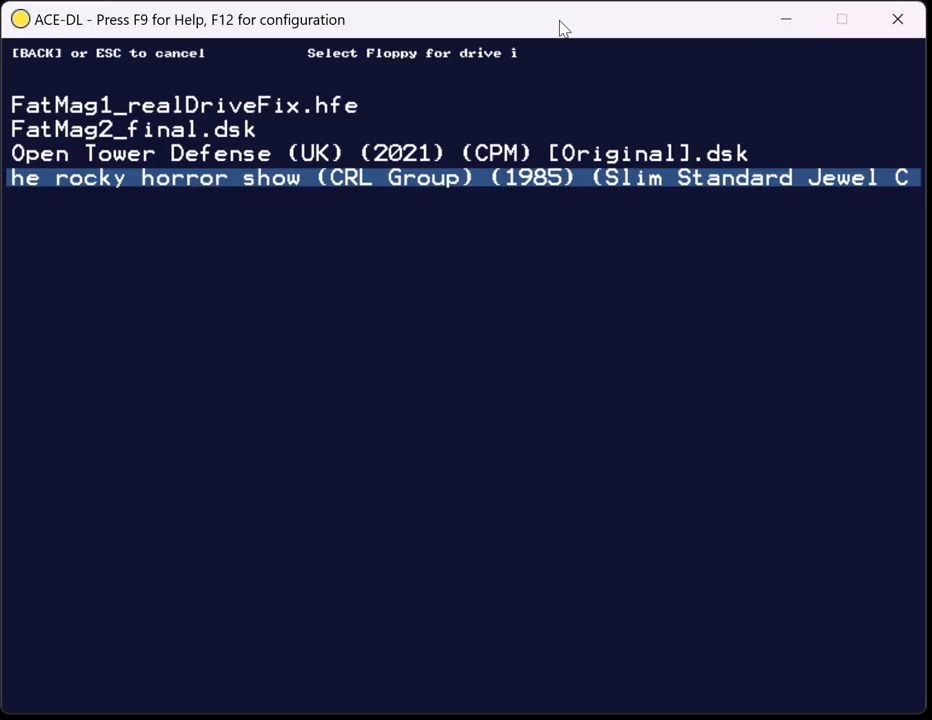 ACE-DL - Press F9 for Help, F12 for configuration
[BACK] or ESC to cancel Select Floppy for drive i
FatMag1_realDriveFix.hfe
FatMag2_final.dsk
Open Tower Defense (UK) (2021) (CPM) [Original].dsk
he rocky horror show (CRL Group) (1985) (Slim Standard Jewel C